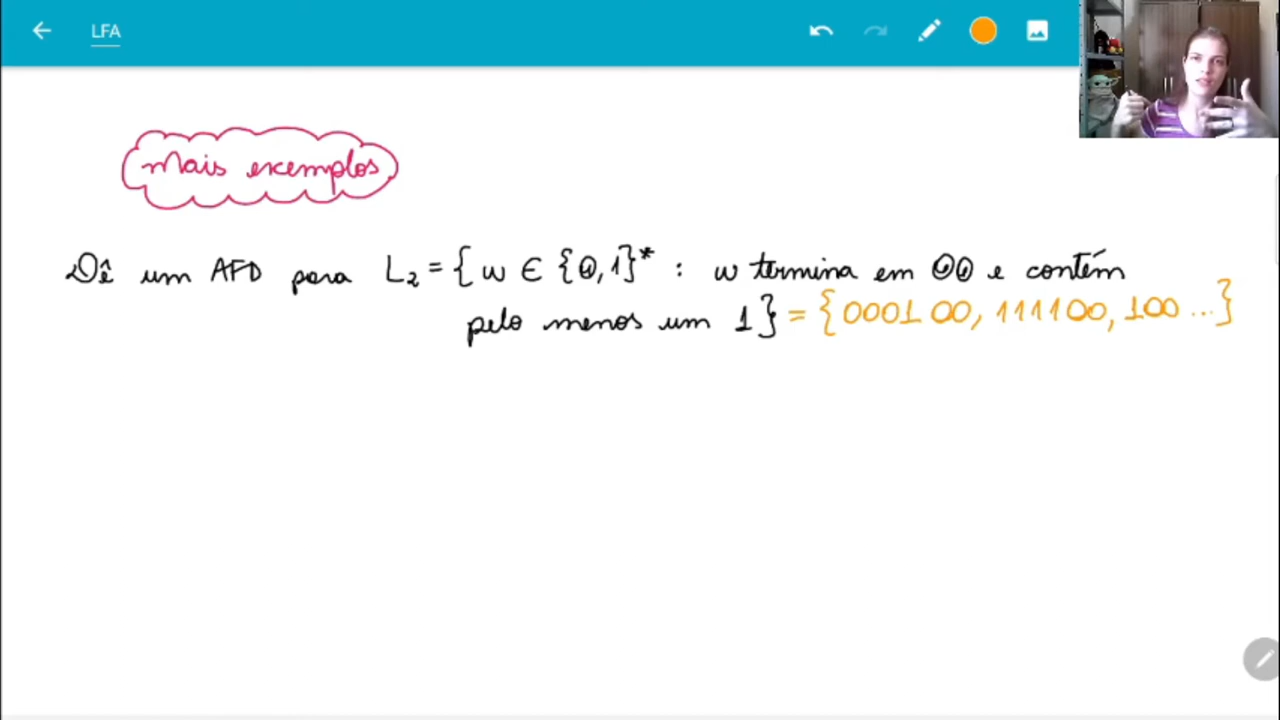 LFA
Mais exemplos
Dê um AFD para L₂ = { w ∈ {0,1}* : w termina em 00 e contém
pelo menos um 1} = {000100, 111100, 100 ...}